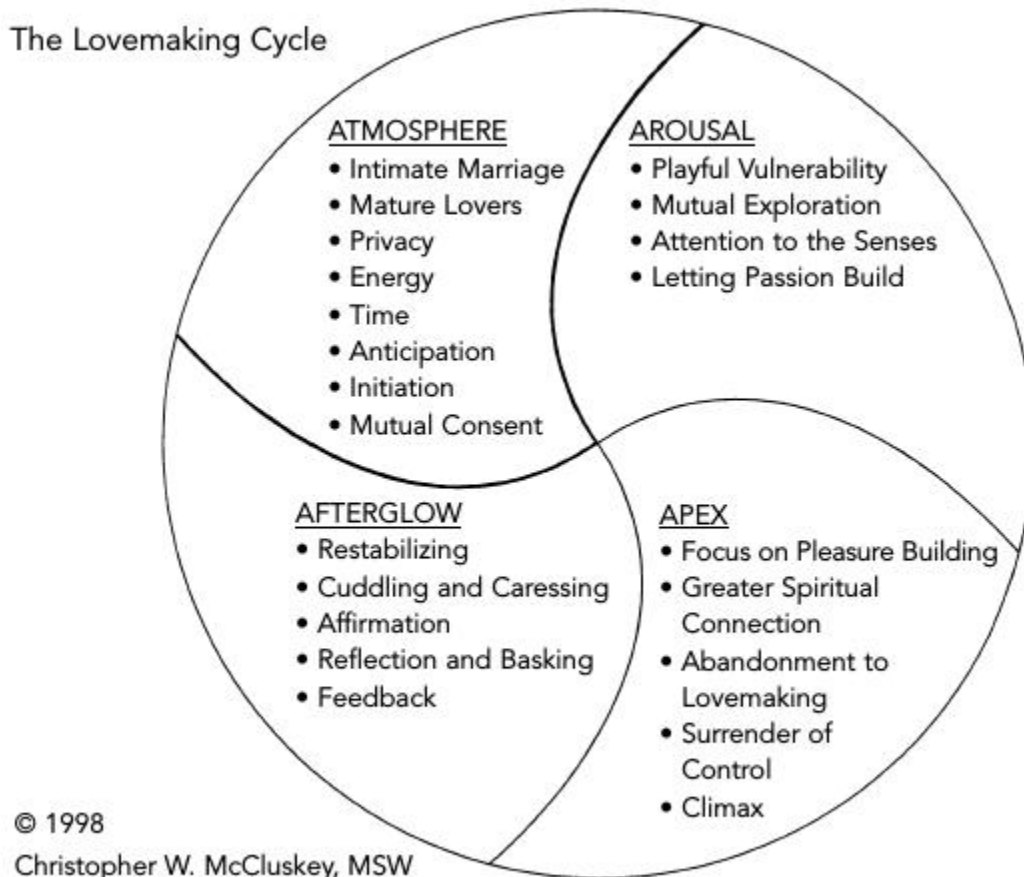 The Lovemaking Cycle
ATMOSPHERE
• Intimate Marriage
• Mature Lovers
• Privacy
• Energy
• Time
• Anticipation
• Initiation
• Mutual Consent
AROUSAL
• Playful Vulnerability
• Mutual Exploration
• Attention to the Senses
• Letting Passion Build
APEX
• Focus on Pleasure Building
• Greater Spiritual
Connection
• Abandonment to
Lovemaking
• Surrender of
Control
• Climax
AFTERGLOW
• Restabilizing
• Cuddling and Caressing
• Affirmation
• Reflection and Basking
• Feedback
© 1998
Christopher W. McCluskey, MSW